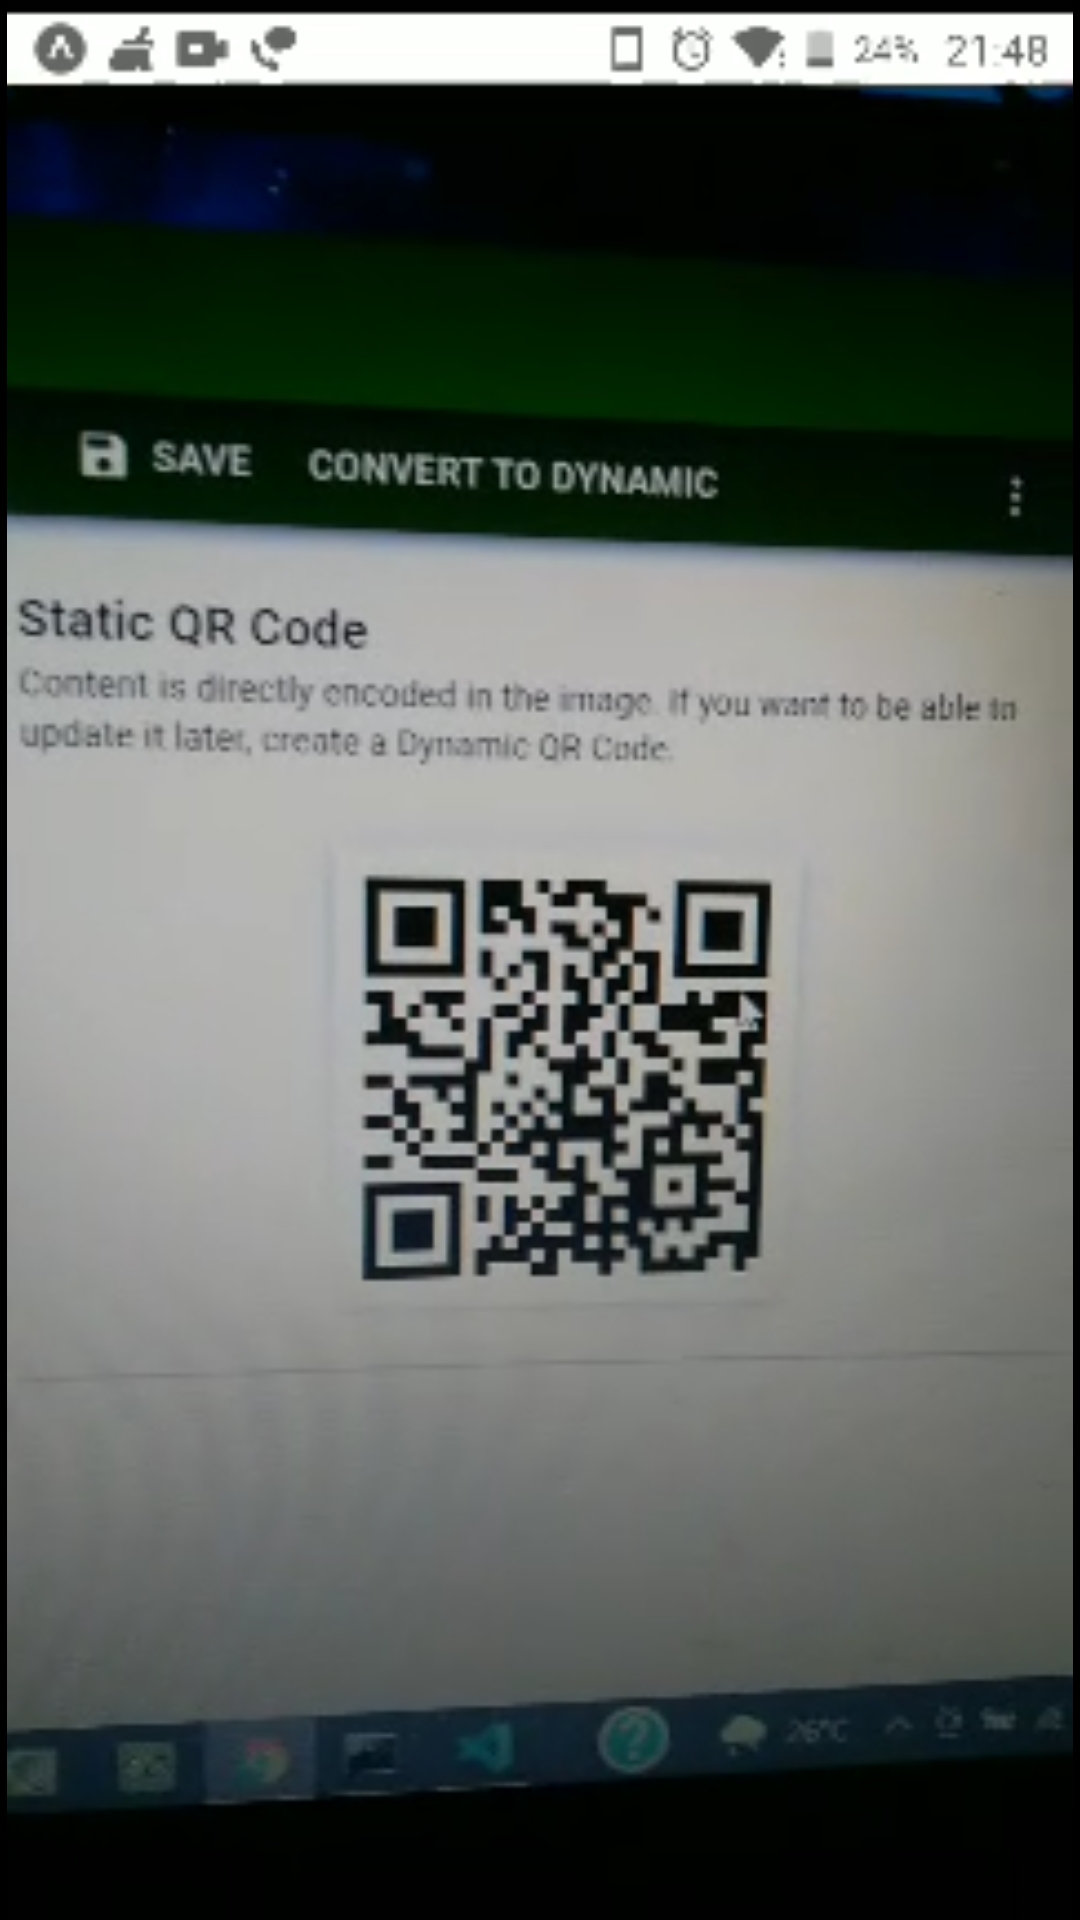 24% 21:48
SAVE CONVERT TO DYNAMIC
Static QR Code
Content is directly encoded in the image. If you want to be able to
update it later, create a Dynamic QR Code.
26°C